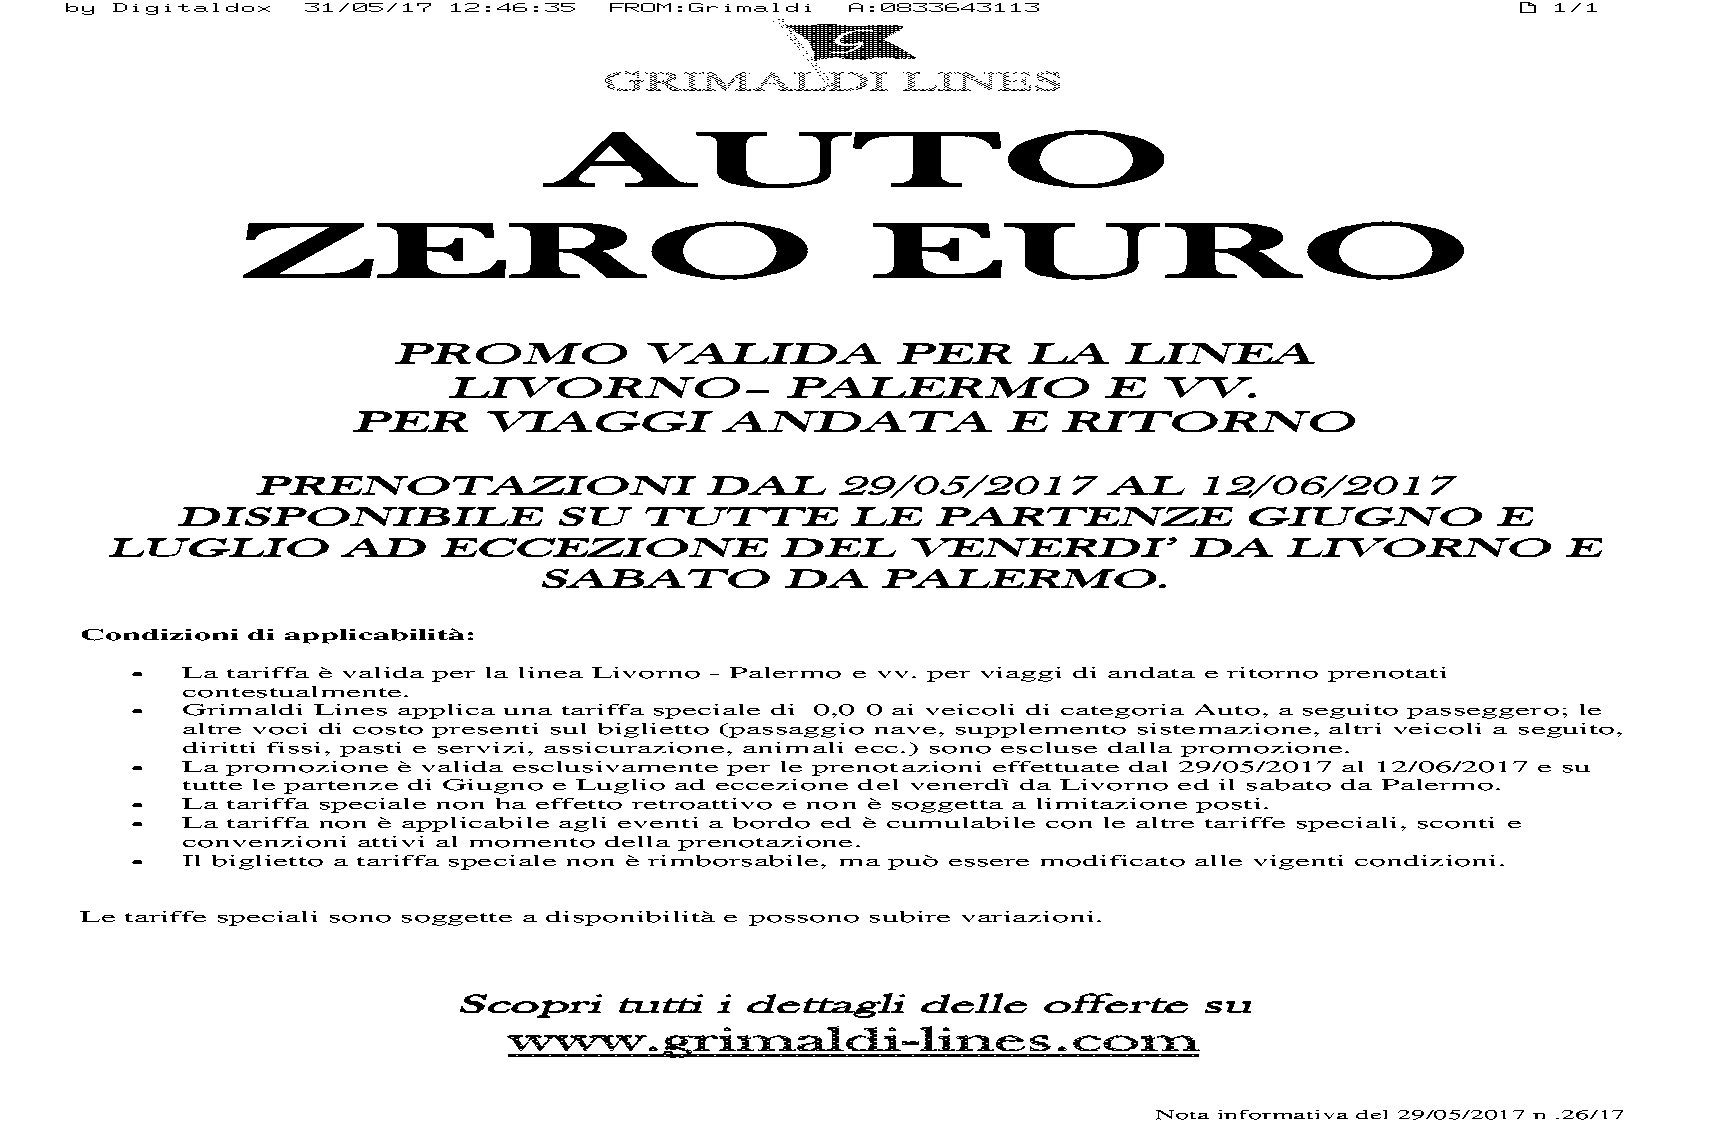 by Digitaldox 31/05/17 12:46:35 FROM:Grimaldi A:0833643113 1/1
G
GRIMALDI LINES
AUTO
ZERO EURO
PROMO VALIDA PER LA LINEA
LIVORNO– PALERMO E VV.
PER VIAGGI ANDATA E RITORNO
PRENOTAZIONI DAL 29/05/2017 AL 12/06/2017
DISPONIBILE SU TUTTE LE PARTENZE GIUGNO E
LUGLIO AD ECCEZIONE DEL VENERDI’ DA LIVORNO E
SABATO DA PALERMO.
Condizioni di applicabilità:
• La tariffa è valida per la linea Livorno - Palermo e vv. per viaggi di andata e ritorno prenotati
contestualmente.
• Grimaldi Lines applica una tariffa speciale di 0,0 0 ai veicoli di categoria Auto, a seguito passeggero; le
altre voci di costo presenti sul biglietto (passaggio nave, supplemento sistemazione, altri veicoli a seguito,
diritti fissi, pasti e servizi, assicurazione, animali ecc.) sono escluse dalla promozione.
• La promozione è valida esclusivamente per le prenotazioni effettuate dal 29/05/2017 al 12/06/2017 e su
tutte le partenze di Giugno e Luglio ad eccezione del venerdì da Livorno ed il sabato da Palermo.
• La tariffa speciale non ha effetto retroattivo e non è soggetta a limitazione posti.
• La tariffa non è applicabile agli eventi a bordo ed è cumulabile con le altre tariffe speciali, sconti e
convenzioni attivi al momento della prenotazione.
• Il biglietto a tariffa speciale non è rimborsabile, ma può essere modificato alle vigenti condizioni.
Le tariffe speciali sono soggette a disponibilità e possono subire variazioni.
Scopri tutti i dettagli delle offerte su
www.grimaldi-lines.com
Nota informativa del 29/05/2017 n .26/17